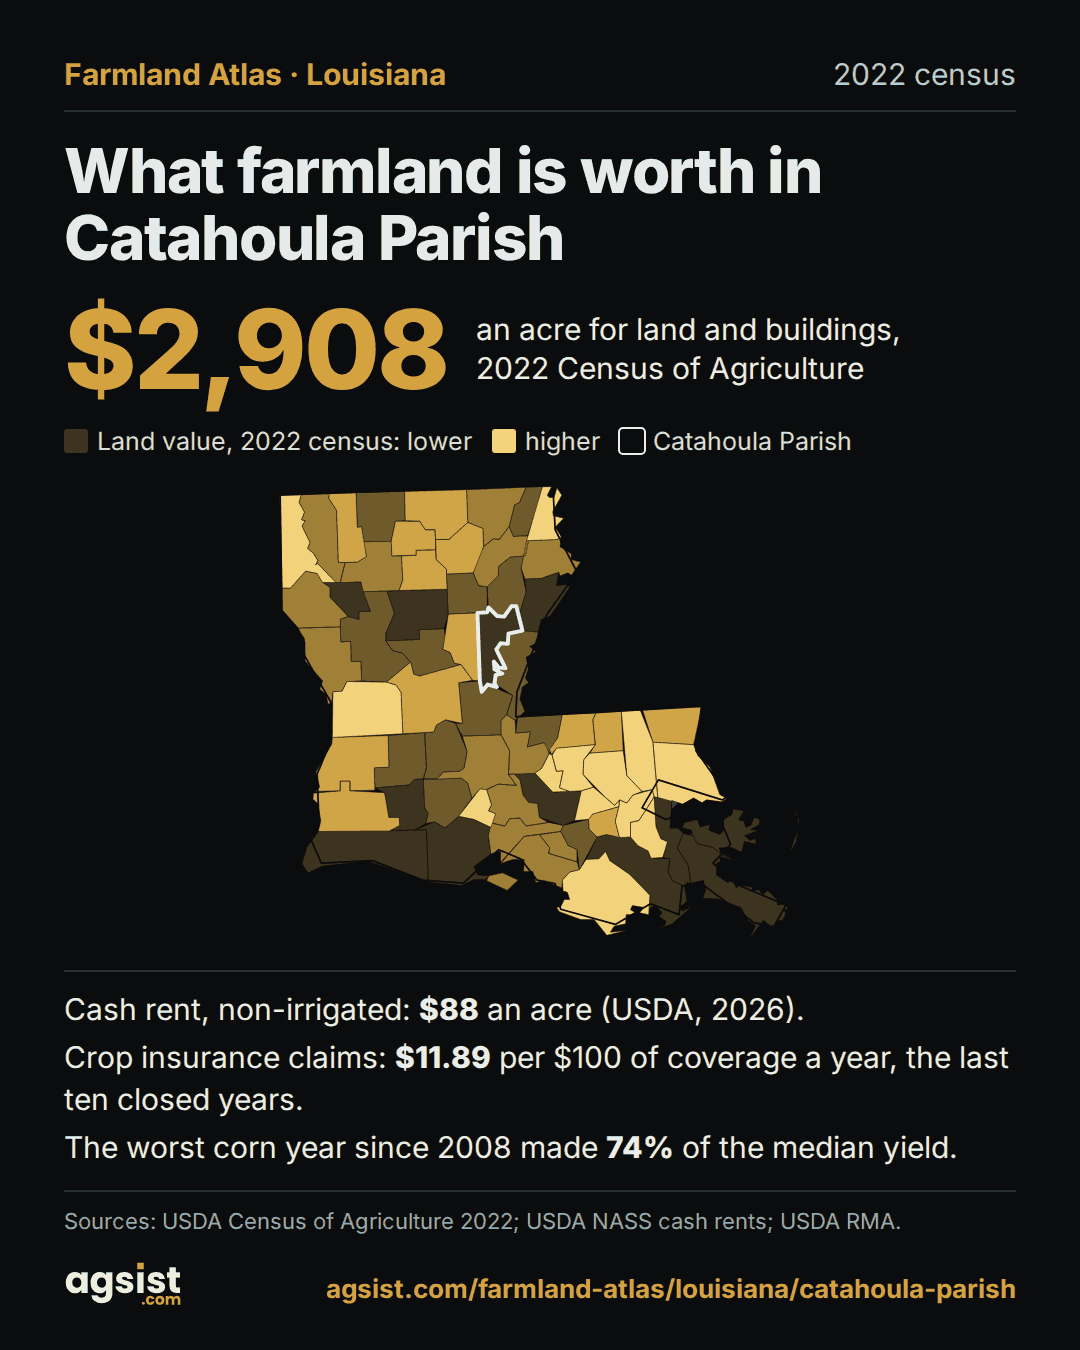 Farmland Atlas · Louisiana
2022 census
What farmland is worth in
Catahoula Parish
$2,908
an acre for land and buildings,
2022 Census of Agriculture
Land value, 2022 census: lower
higher
Catahoula Parish
Cash rent, non-irrigated: $88 an acre (USDA, 2026).
Crop insurance claims: $11.89 per $100 of coverage a year, the last
ten closed years.
The worst corn year since 2008 made 74% of the median yield.
Sources: USDA Census of Agriculture 2022; USDA NASS cash rents; USDA RMA.
agsist
.com
agsist.com/farmland-atlas/louisiana/catahoula-parish